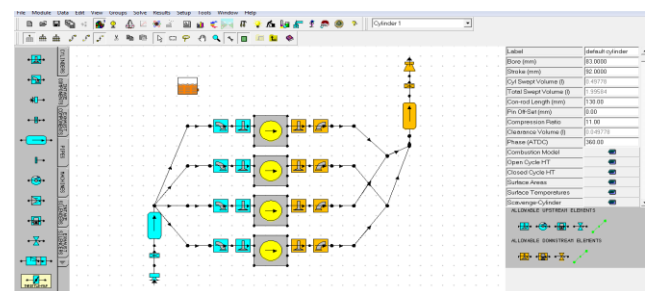 File Module Data Edit View Groups Solve Results Setup Tools Window Help
Cylinder 1
CYLINDERS
PIPES
Label default cylinder
Bore (mm) 83.0000
Stroke (mm) 92.0000
Cyl Swept Volume (l) 0.49778
Total Swept Volume (l) 1.99584
Con-rod Length (mm) 130.00
Pin Off-Set (mm) 0.00
Compression Ratio 11.00
Clearance Volume (l) 0.049778
Phase (ATDC) 360.00
Combustion Model
Open Cycle HT
Closed Cycle HT
Surface Areas
Surface Temperatures
Scavenge-Cylinder
ALLOWABLE UPSTREAM ELEMENTS
ALLOWABLE DOWNSTREAM ELEMENTS